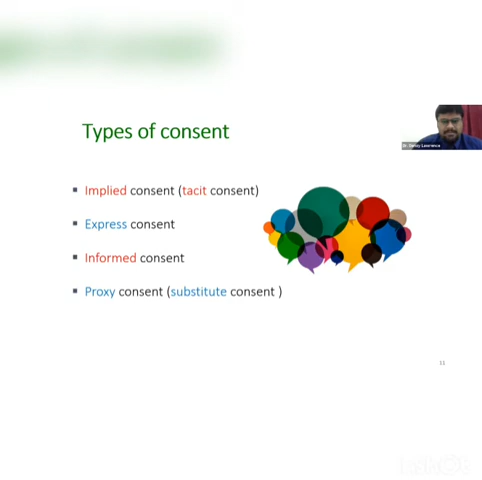 Types of consent
Implied consent (tacit consent)
Express consent
Informed consent
Proxy consent (substitute consent )
11